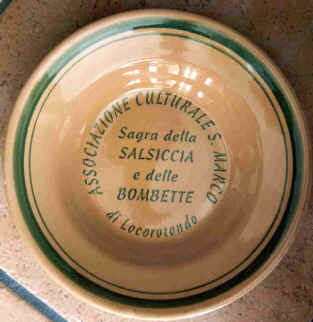 ASSOCIAZIONE CULTURALE S. MARCO
Sagra della
SALSICCIA
e delle
BOMBETTE
di Locorotondo